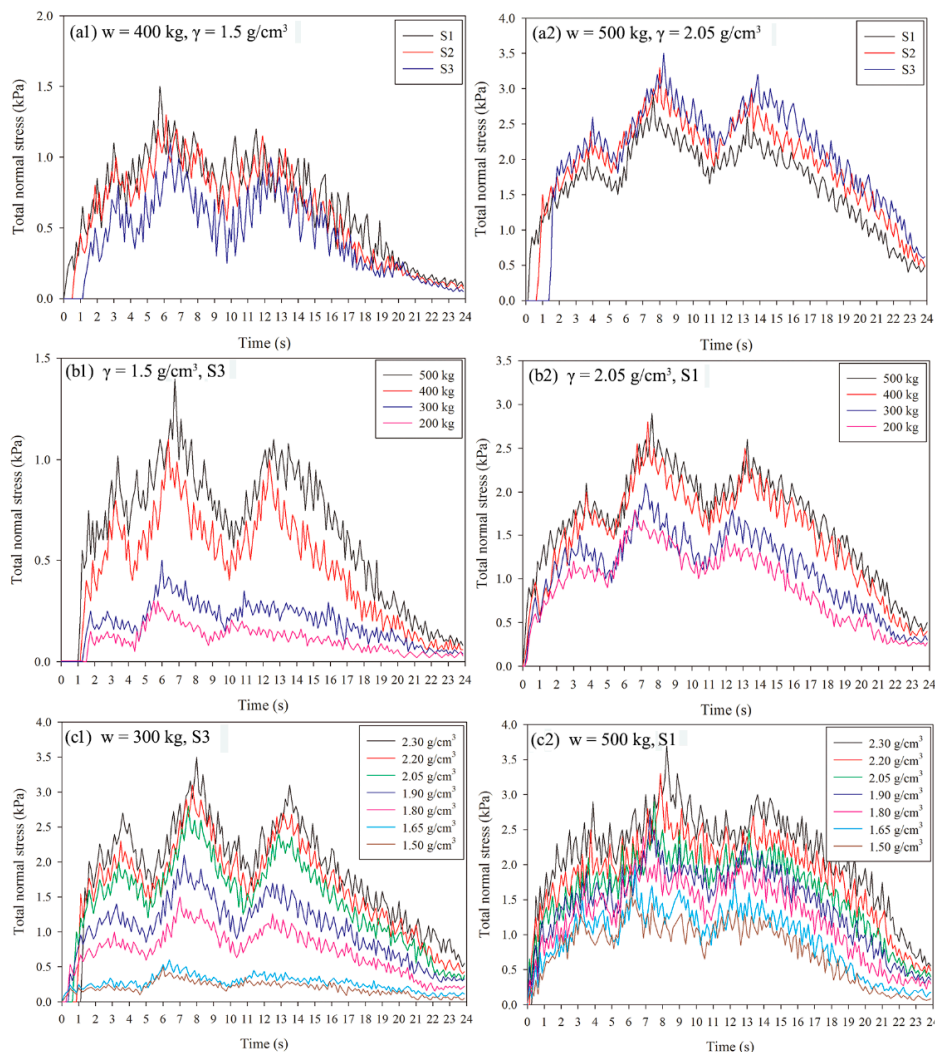 (a1) w = 400 kg, γ = 1.5 g/cm³
S1
S2
S3
Total normal stress (kPa)
2.0
1.5
1.0
0.5
0.0
0 1 2 3 4 5 6 7 8 9 10 11 12 13 14 15 16 17 18 19 20 21 22 23 24
Time (s)
(a2) w = 500 kg, γ = 2.05 g/cm³
S1
S2
S3
Total normal stress (kPa)
4.0
3.5
3.0
2.5
2.0
1.5
1.0
0.5
0.0
0 1 2 3 4 5 6 7 8 9 10 11 12 13 14 15 16 17 18 19 20 21 22 23 24
Time (s)
(b1) γ = 1.5 g/cm³, S3
500 kg
400 kg
300 kg
200 kg
Total normal stress (kPa)
1.5
1.0
0.5
0.0
0 1 2 3 4 5 6 7 8 9 10 11 12 13 14 15 16 17 18 19 20 21 22 23 24
Time (s)
(b2) γ = 2.05 g/cm³, S1
500 kg
400 kg
300 kg
200 kg
Total normal stress (kPa)
3.5
3.0
2.5
2.0
1.5
1.0
0.5
0.0
0 1 2 3 4 5 6 7 8 9 10 11 12 13 14 15 16 17 18 19 20 21 22 23 24
Time (s)
(c1) w = 300 kg, S3
2.30 g/cm³
2.20 g/cm³
2.05 g/cm³
1.90 g/cm³
1.80 g/cm³
1.65 g/cm³
1.50 g/cm³
Total normal stress (kPa)
4.0
3.5
3.0
2.5
2.0
1.5
1.0
0.5
0.0
0 1 2 3 4 5 6 7 8 9 10 11 12 13 14 15 16 17 18 19 20 21 22 23 24
Time (s)
(c2) w = 500 kg, S1
2.30 g/cm³
2.20 g/cm³
2.05 g/cm³
1.90 g/cm³
1.80 g/cm³
1.65 g/cm³
1.50 g/cm³
Total normal stress (kPa)
4.0
3.5
3.0
2.5
2.0
1.5
1.0
0.5
0.0
0 1 2 3 4 5 6 7 8 9 10 11 12 13 14 15 16 17 18 19 20 21 22 23 24
Time (s)